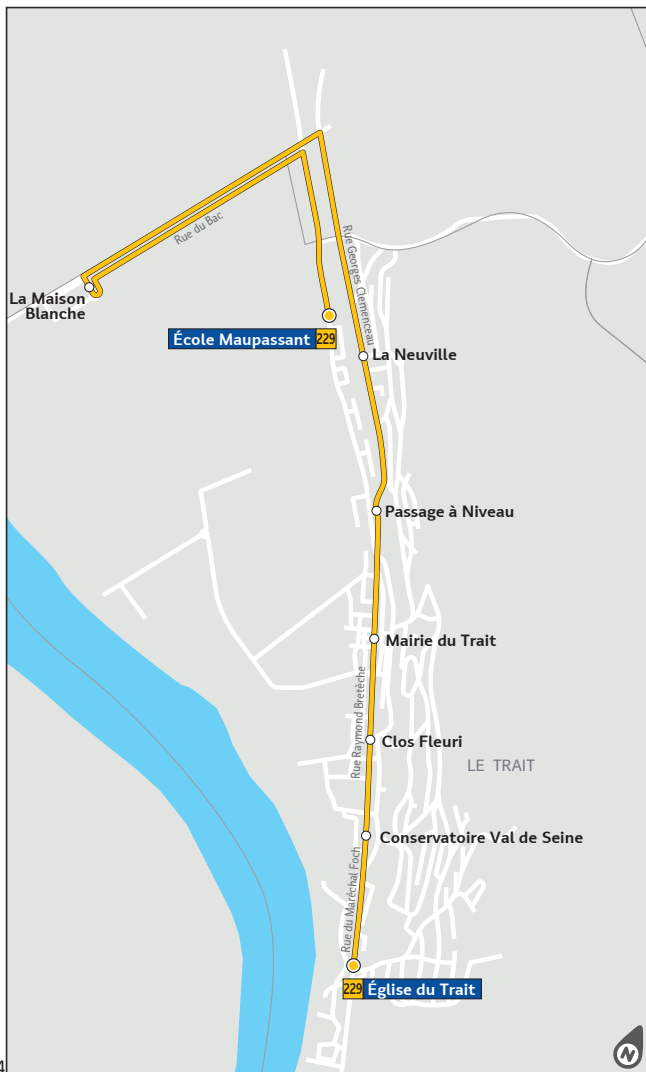 Rue du Bac
Rue Georges Clemenceau
La Maison
Blanche
École Maupassant 229
La Neuville
Passage à Niveau
Mairie du Trait
Rue Raymond Bretèche
Clos Fleuri
LE TRAIT
Conservatoire Val de Seine
Rue du Maréchal Foch
229 Église du Trait
N
4